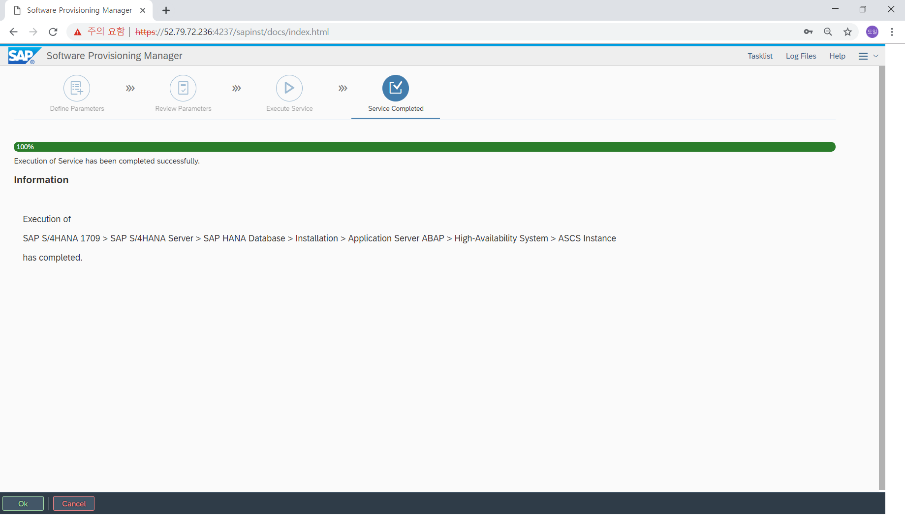 Software Provisioning Manager
주의 요함 | https://52.79.72.236:4237/sapinst/docs/index.html
SAP Software Provisioning Manager Tasklist Log Files Help
Define Parameters Review Parameters Execute Service Service Completed
100%
Execution of Service has been completed successfully.
Information
Execution of
SAP S/4HANA 1709 > SAP S/4HANA Server > SAP HANA Database > Installation > Application Server ABAP > High-Availability System > ASCS Instance
has completed.
Ok Cancel